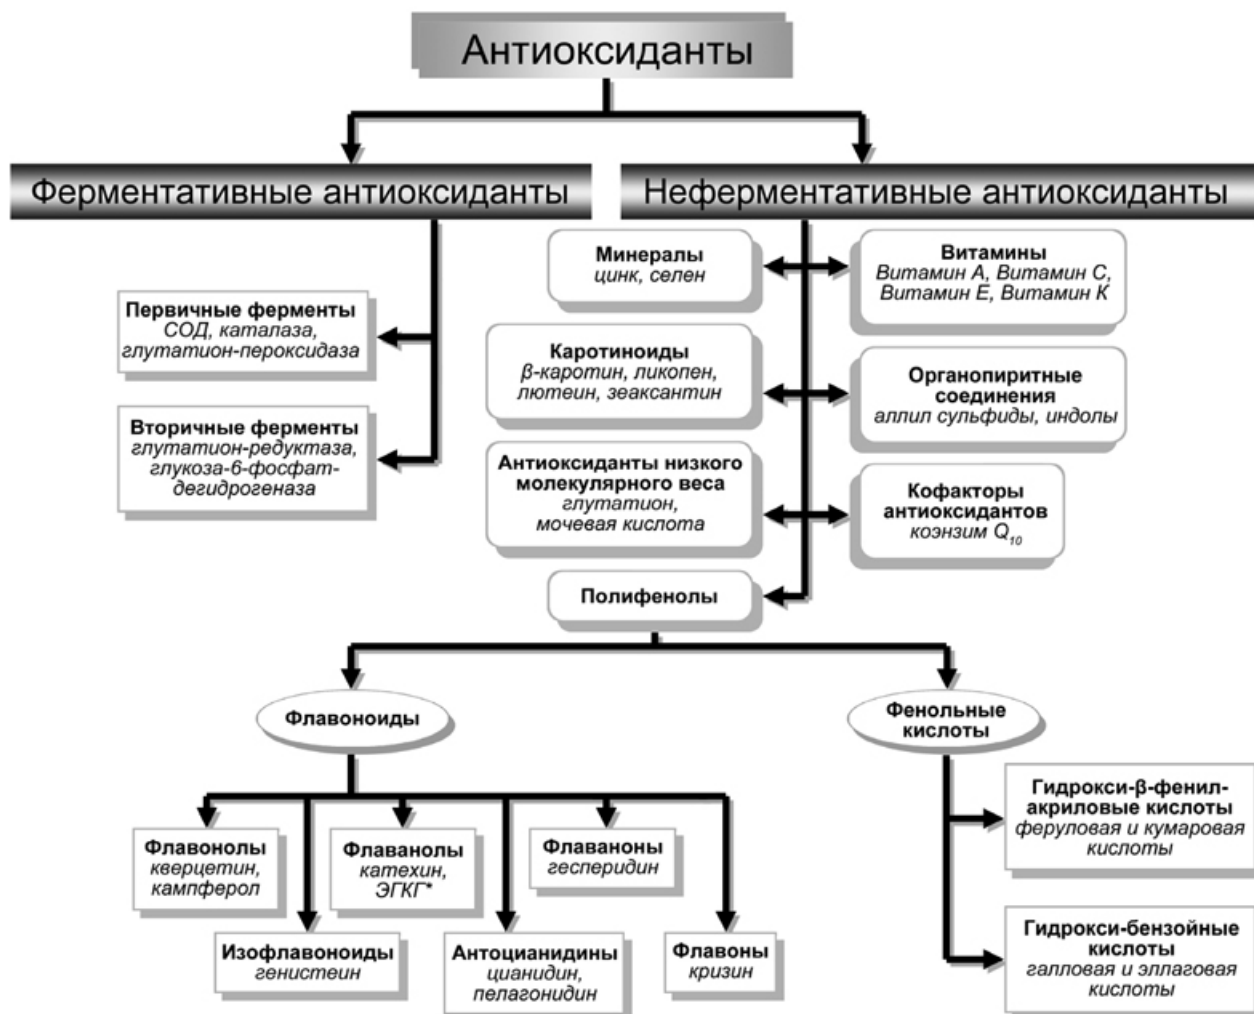 Антиоксиданты
Ферментативные антиоксиданты
Неферментативные антиоксиданты
Первичные ферменты
СОД, каталаза,
глутатион-пероксидаза
Вторичные ферменты
глутатион-редуктаза,
глукоза-6-фосфат-
дегидрогеназа
Минералы
цинк, селен
Витамины
Витамин А, Витамин С,
Витамин Е, Витамин К
Каротиноиды
β-каротин, ликопен,
лютеин, зеаксантин
Органопиритные
соединения
аллил сульфиды, индолы
Антиоксиданты низкого
молекулярного веса
глутатион,
мочевая кислота
Кофакторы
антиоксидантов
коэнзим Q₁₀
Полифенолы
Флавоноиды
Фенольные
кислоты
Флавонолы
кверцетин,
кампферол
Флаванолы
катехин,
ЭГКГ*
Флаваноны
гесперидин
Изофлавоноиды
генистеин
Антоцианидины
цианидин,
пелагонидин
Флавоны
кризин
Гидрокси-β-фенил-
акриловые кислоты
феруловая и кумаровая
кислоты
Гидрокси-бензойные
кислоты
галловая и эллаговая
кислоты